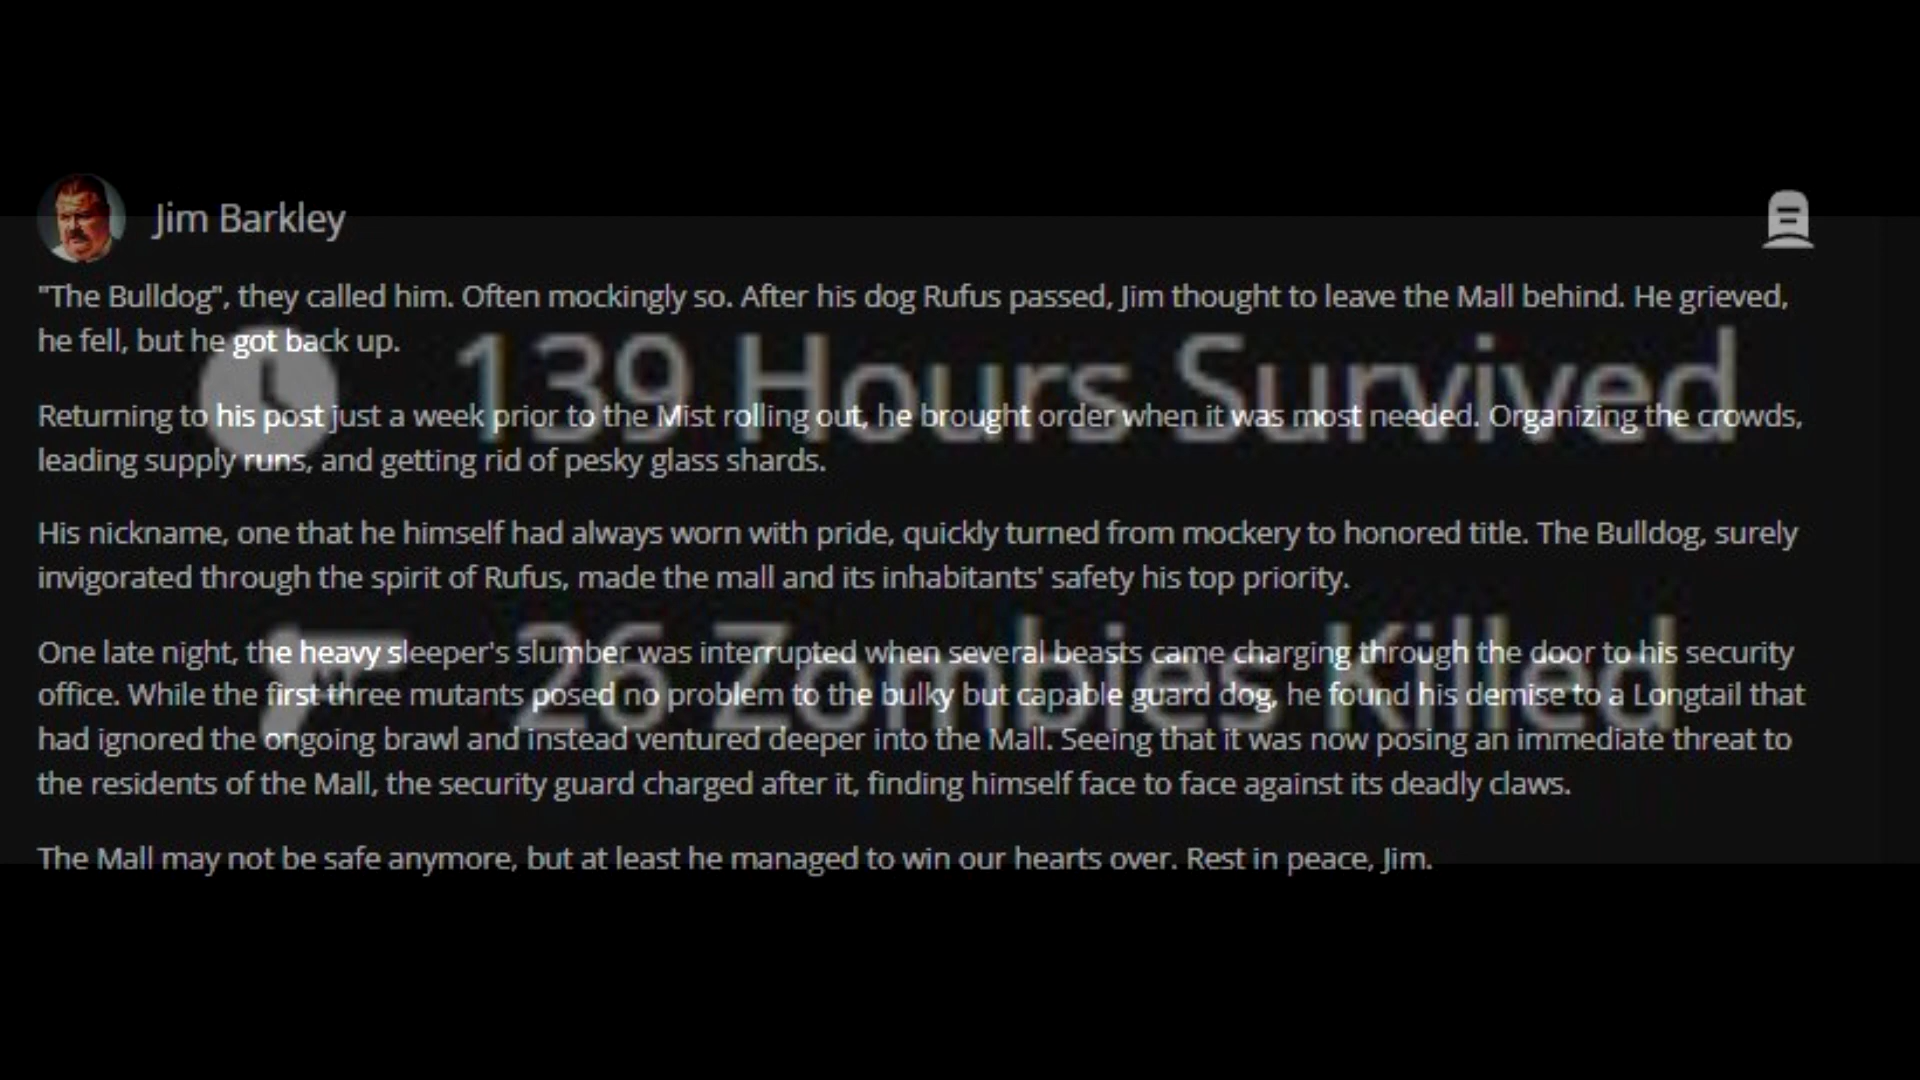 Jim Barkley
"The Bulldog", they called him. Often mockingly so. After his dog Rufus passed, Jim thought to leave the Mall behind. He grieved,
he fell, but he got back up.
139 Hours Survived
Returning to his post just a week prior to the Mist rolling out, he brought order when it was most needed. Organizing the crowds,
leading supply runs, and getting rid of pesky glass shards.
His nickname, one that he himself had always worn with pride, quickly turned from mockery to honored title. The Bulldog, surely
invigorated through the spirit of Rufus, made the mall and its inhabitants' safety his top priority.
26 Zombies Killed
One late night, the heavy sleeper's slumber was interrupted when several beasts came charging through the door to his security
office. While the first three mutants posed no problem to the bulky but capable guard dog, he found his demise to a Longtail that
had ignored the ongoing brawl and instead ventured deeper into the Mall. Seeing that it was now posing an immediate threat to
the residents of the Mall, the security guard charged after it, finding himself face to face against its deadly claws.
The Mall may not be safe anymore, but at least he managed to win our hearts over. Rest in peace, Jim.